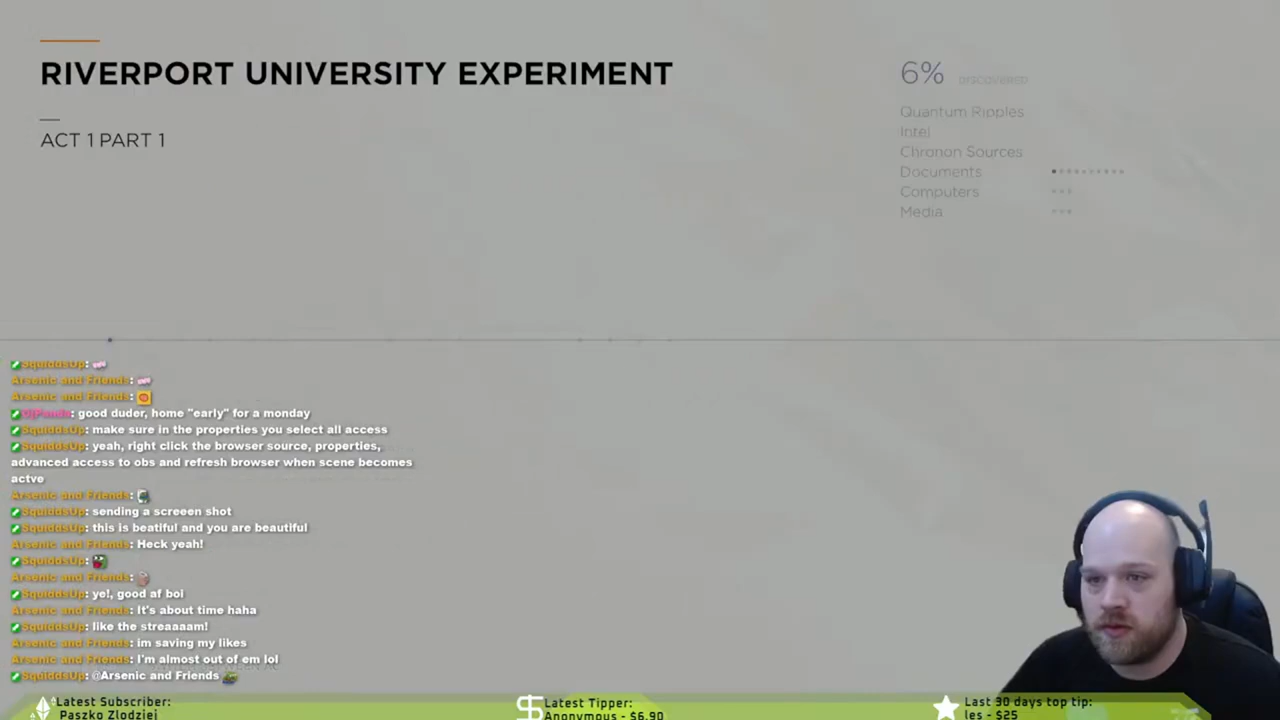 RIVERPORT UNIVERSITY EXPERIMENT
ACT 1 PART 1
6% DISCOVERED
Quantum Ripples
Intel
Chronon Sources
Documents
Computers
Media
SquiddsUp:
Arsenic and Friends:
Arsenic and Friends:
: good duder, home "early" for a monday
SquiddsUp: make sure in the properties you select all access
SquiddsUp: yeah, right click the browser source, properties,
advanced access to obs and refresh browser when scene becomes
actve
Arsenic and Friends:
SquiddsUp: sending a screeen shot
SquiddsUp: this is beatiful and you are beautiful
Arsenic and Friends: Heck yeah!
SquiddsUp:
Arsenic and Friends:
SquiddsUp: ye!, good af boi
Arsenic and Friends: It's about time haha
SquiddsUp: like the streaaaam!
Arsenic and Friends: im saving my likes
Arsenic and Friends: I'm almost out of em lol
SquiddsUp: @Arsenic and Friends
Latest Subscriber:
Paszko Zlodziej
Latest Tipper:
Anonymous - $6.90
Last 30 days top tip:
les - $25